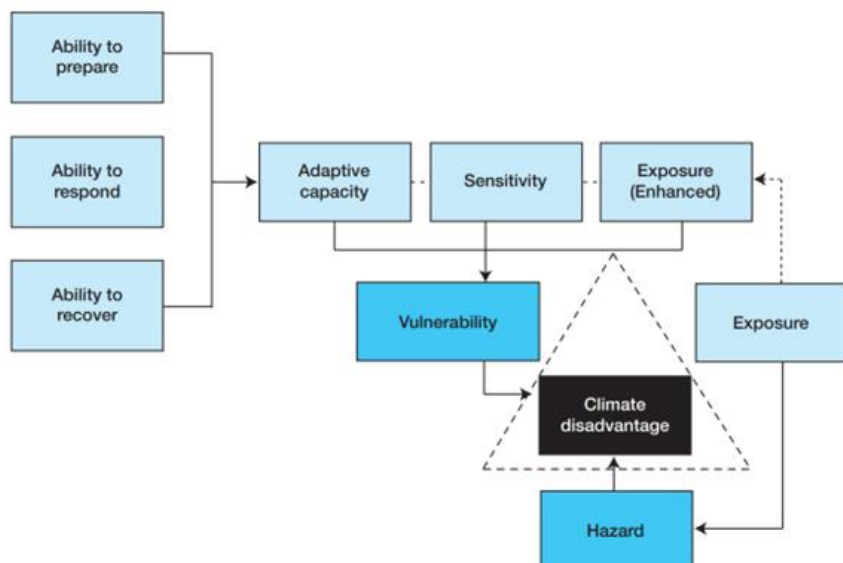 Ability to
prepare
Ability to
respond
Ability to
recover
Adaptive
capacity
Sensitivity
Exposure
(Enhanced)
Vulnerability
Exposure
Climate
disadvantage
Hazard